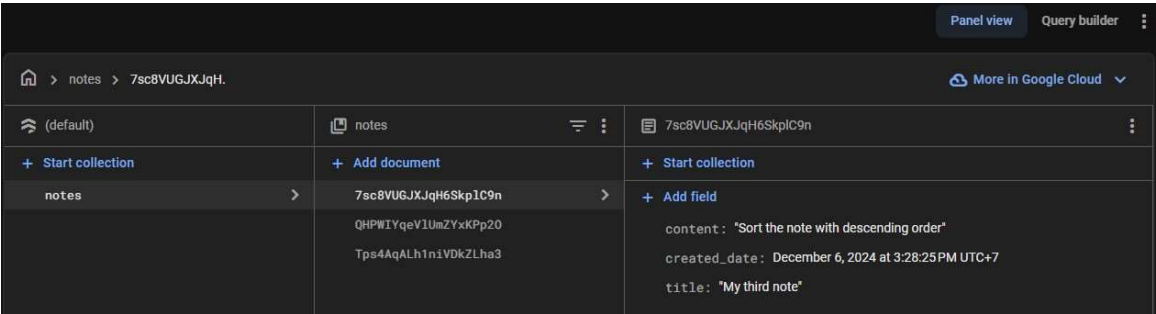 Panel view Query builder
notes > 7sc8VUGJXJqH.
More in Google Cloud
(default)
notes
7sc8VUGJXJqH6SkplC9n
+ Start collection
+ Add document
+ Start collection
notes
7sc8VUGJXJqH6SkplC9n
QHPWIYqeVlUmZYxKPp2O
Tps4AqALh1niVDkZLha3
+ Add field
content: "Sort the note with descending order"
created_date: December 6, 2024 at 3:28:25 PM UTC+7
title: "My third note"